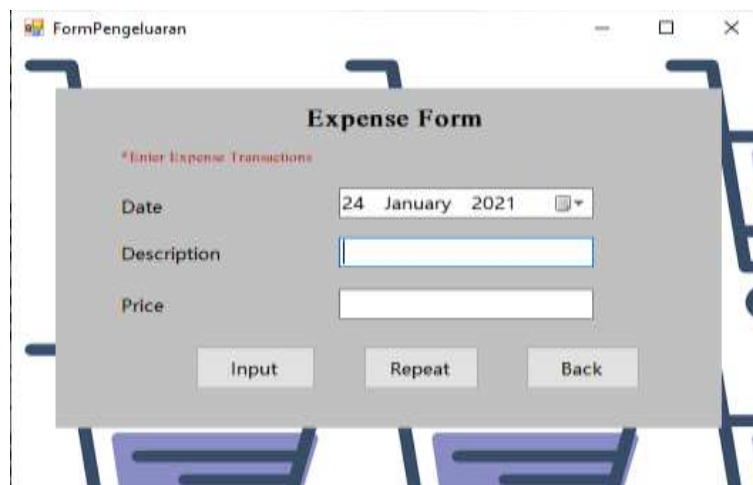 FormPengeluaran
Expense Form
*Enter Expense Transactions
Date
24 January 2021
Description
Price
Input Repeat Back